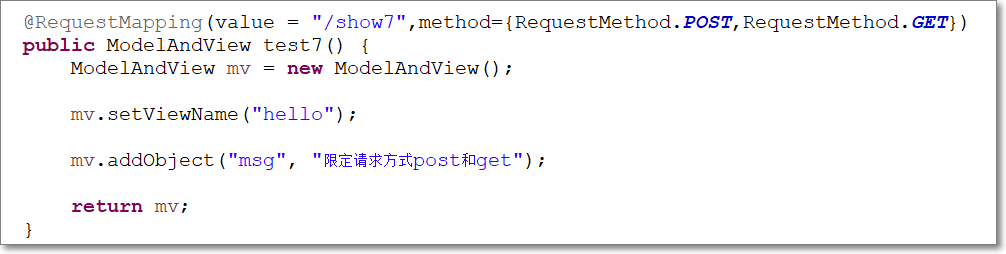 @RequestMapping(value = "/show7",method={RequestMethod.POST,RequestMethod.GET})
public ModelAndView test7() {
ModelAndView mv = new ModelAndView();
mv.setViewName("hello");
mv.addObject("msg", "限定请求方式post和get");
return mv;
}